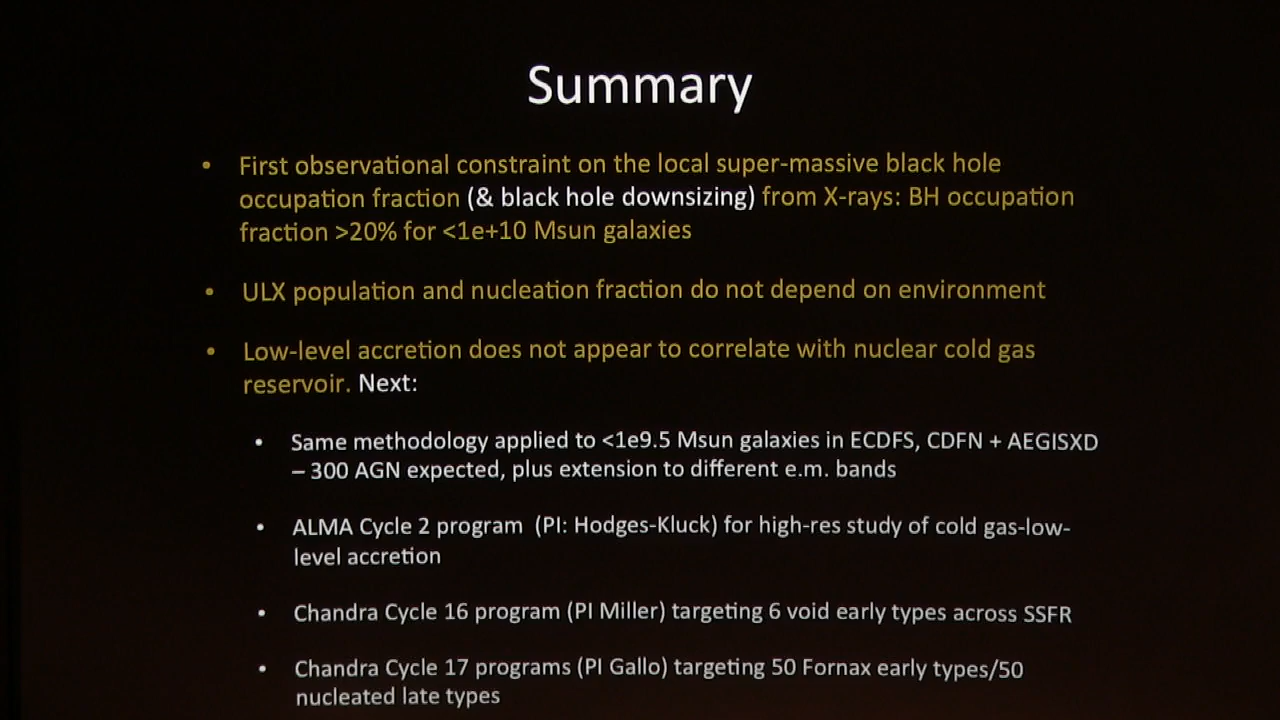 Summary
• First observational constraint on the local super-massive black hole
occupation fraction (& black hole downsizing) from X-rays: BH occupation
fraction >20% for <1e+10 Msun galaxies
• ULX population and nucleation fraction do not depend on environment
• Low-level accretion does not appear to correlate with nuclear cold gas
reservoir. Next:
• Same methodology applied to <1e9.5 Msun galaxies in ECDFS, CDFN + AEGISXD
– 300 AGN expected, plus extension to different e.m. bands
• ALMA Cycle 2 program (PI: Hodges-Kluck) for high-res study of cold gas-low-
level accretion
• Chandra Cycle 16 program (PI Miller) targeting 6 void early types across SSFR
• Chandra Cycle 17 programs (PI Gallo) targeting 50 Fornax early types/50
nucleated late types